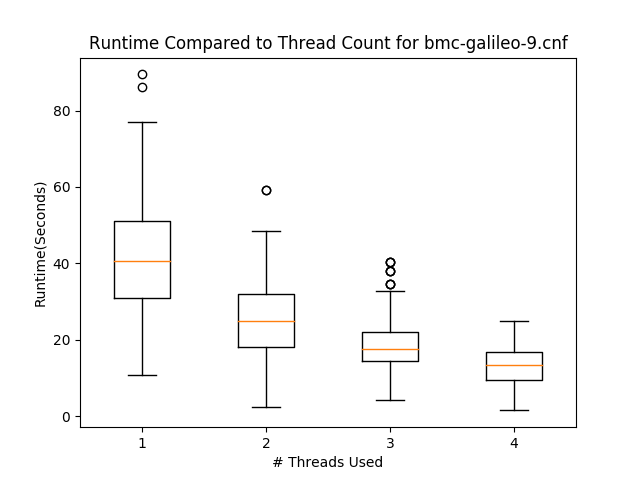 Runtime Compared to Thread Count for bmc-galileo-9.cnf
80
60
40
20
0
Runtime(Seconds)
1 2 3 4
# Threads Used